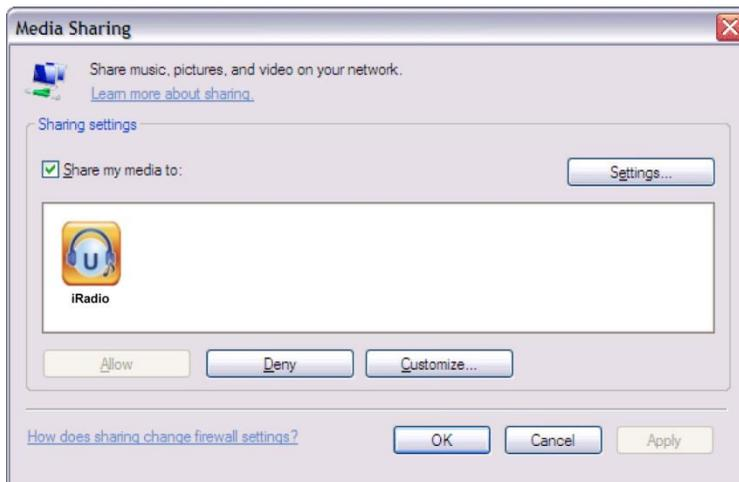 Media Sharing
Share music, pictures, and video on your network.
Learn more about sharing.
Sharing settings
Share my media to:
Settings...
U
iRadio
Allow
Deny
Customize...
How does sharing change firewall settings?
OK
Cancel
Apply